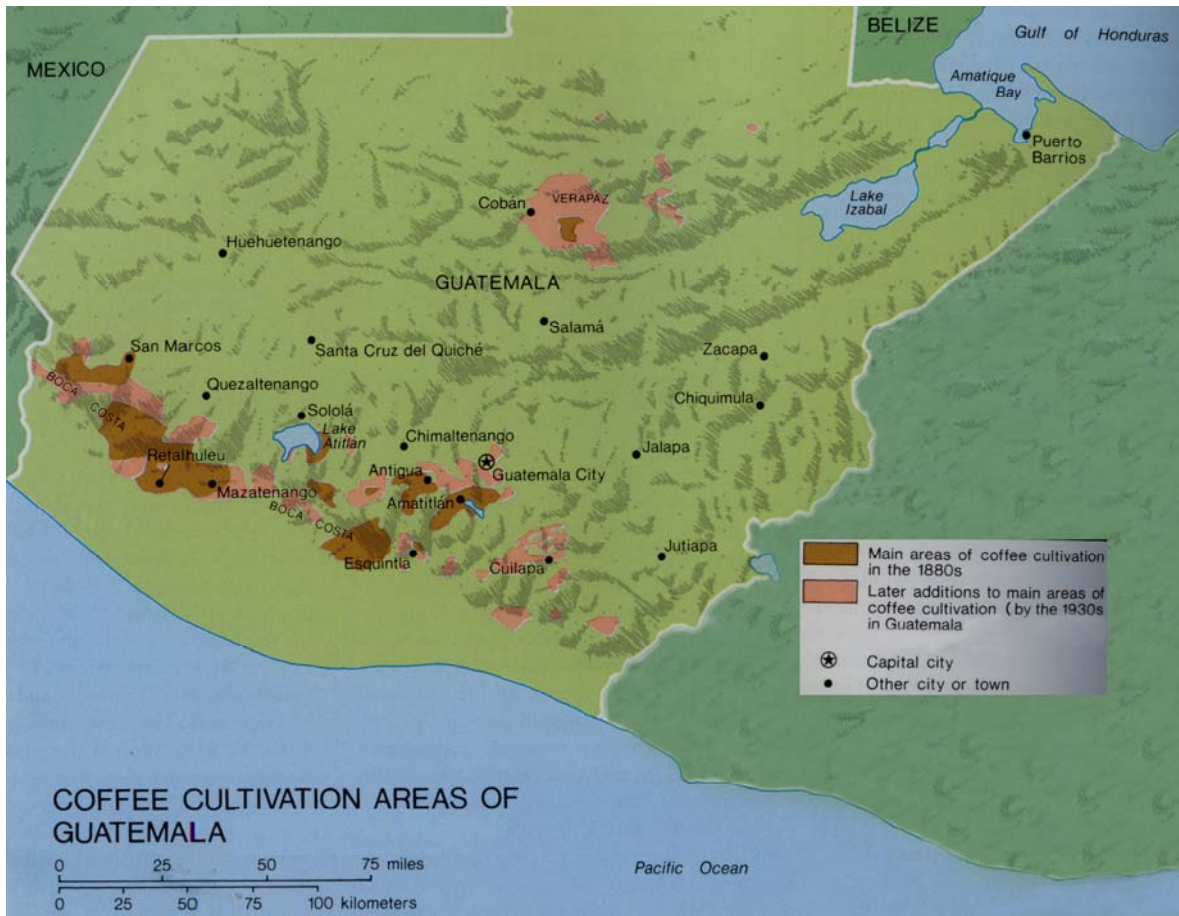 BELIZE
Gulf of Honduras
MEXICO
Amatique
Bay
Puerto
Barrios
Lake
Izabal
Cobán
VERAPAZ
Huehuetenango
GUATEMALA
Salamá
San Marcos
Santa Cruz del Quiché
Zacapa
BOCA COSTA
Quezaltenango
Chiquimula
Sololá
Lake
Atitlán
Chimaltenango
Jalapa
Retalhuleu
Antigua
Guatemala City
Mazatenango
Amatitlán
BOCA COSTA
Esquintla
Cuilapa
Jutiapa
Main areas of coffee cultivation
in the 1880s
Later additions to main areas of
coffee cultivation (by the 1930s
in Guatemala
Capital city
Other city or town
COFFEE CULTIVATION AREAS OF
GUATEMALA
0 25 50 75 miles
0 25 50 75 100 kilometers
Pacific Ocean